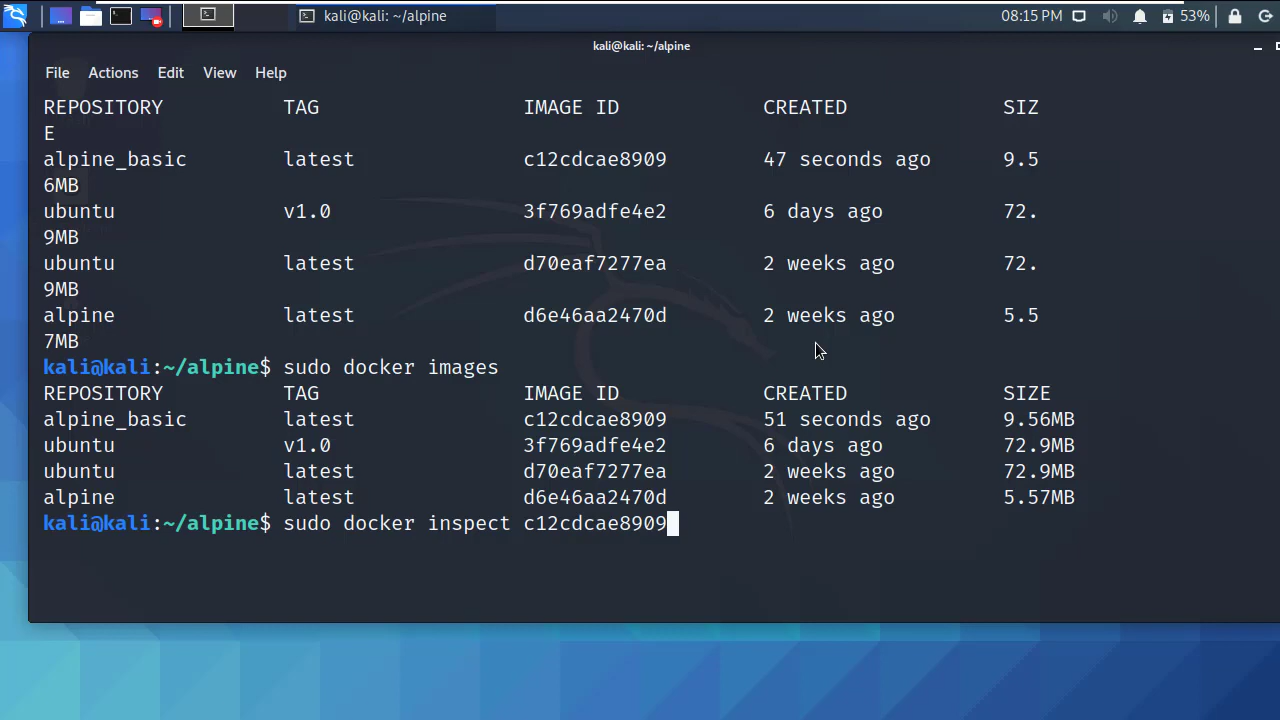 kali@kali: ~/alpine 08:15 PM 53%
kali@kali: ~/alpine
File Actions Edit View Help
REPOSITORY TAG IMAGE ID CREATED SIZ
E
alpine_basic latest c12cdcae8909 47 seconds ago 9.5
6MB
ubuntu v1.0 3f769adfe4e2 6 days ago 72.
9MB
ubuntu latest d70eaf7277ea 2 weeks ago 72.
9MB
alpine latest d6e46aa2470d 2 weeks ago 5.5
7MB
kali@kali:~/alpine$ sudo docker images
REPOSITORY TAG IMAGE ID CREATED SIZE
alpine_basic latest c12cdcae8909 51 seconds ago 9.56MB
ubuntu v1.0 3f769adfe4e2 6 days ago 72.9MB
ubuntu latest d70eaf7277ea 2 weeks ago 72.9MB
alpine latest d6e46aa2470d 2 weeks ago 5.57MB
kali@kali:~/alpine$ sudo docker inspect c12cdcae8909